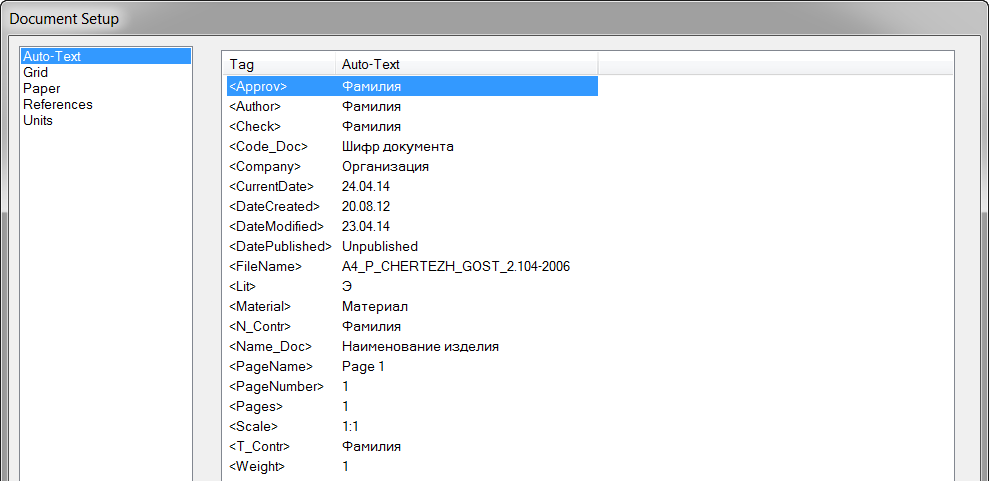 Document Setup
Auto-Text
Grid
Paper
References
Units
Tag Auto-Text
<Approv> Фамилия
<Author> Фамилия
<Check> Фамилия
<Code_Doc> Шифр документа
<Company> Организация
<CurrentDate> 24.04.14
<DateCreated> 20.08.12
<DateModified> 23.04.14
<DatePublished> Unpublished
<FileName> A4_P_CHERTEZH_GOST_2.104-2006
<Lit> Э
<Material> Материал
<N_Contr> Фамилия
<Name_Doc> Наименование изделия
<PageName> Page 1
<PageNumber> 1
<Pages> 1
<Scale> 1:1
<T_Contr> Фамилия
<Weight> 1